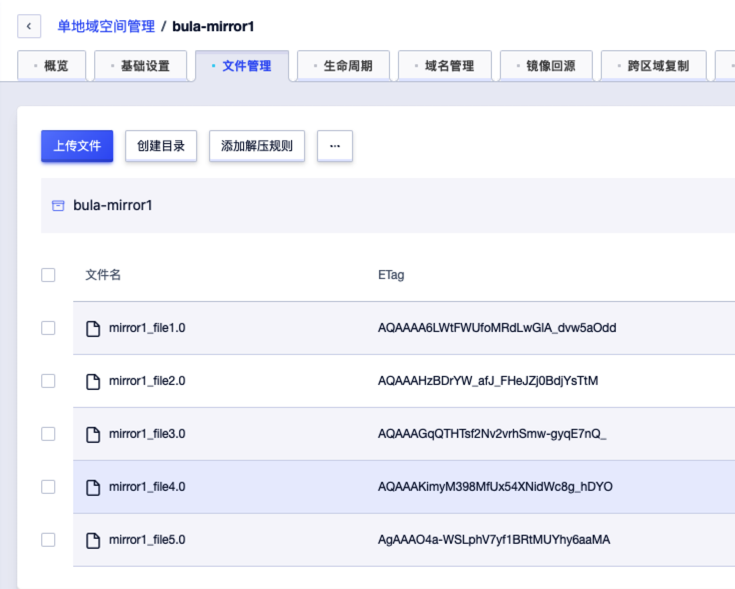 单地域空间管理 / bula-mirror1
概览 基础设置 文件管理 生命周期 域名管理 镜像回源 跨区域复制
上传文件 创建目录 添加解压规则 ...
bula-mirror1
文件名 ETag
mirror1_file1.0 AQAAAA6LWtFWUfoMRdLwGlA_dvw5aOdd
mirror1_file2.0 AQAAAHzBDrYW_afJ_FHeJZj0BdjYsTtM
mirror1_file3.0 AQAAAGqQTHTsf2Nv2vrhSmw-gyqE7nQ_
mirror1_file4.0 AQAAAKimyM398MfUx54XNidWc8g_hDYO
mirror1_file5.0 AgAAAO4a-WSLphV7yf1BRtMUYhy6aaMA